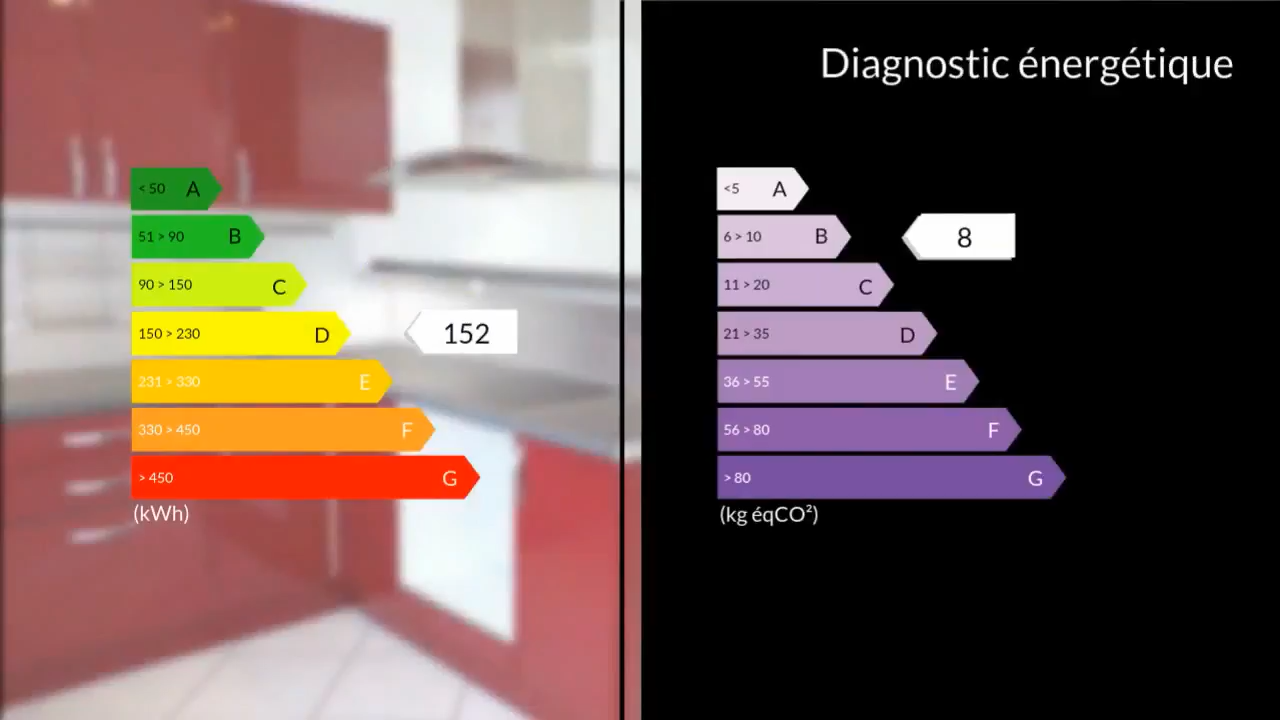 Diagnostic énergétique
< 50 A
51 > 90 B
90 > 150 C
150 > 230 D
152
231 > 330 E
330 > 450 F
> 450 G
(kWh)
<5 A
6 > 10 B
8
11 > 20 C
21 > 35 D
36 > 55 E
56 > 80 F
> 80 G
(kg éqCO²)